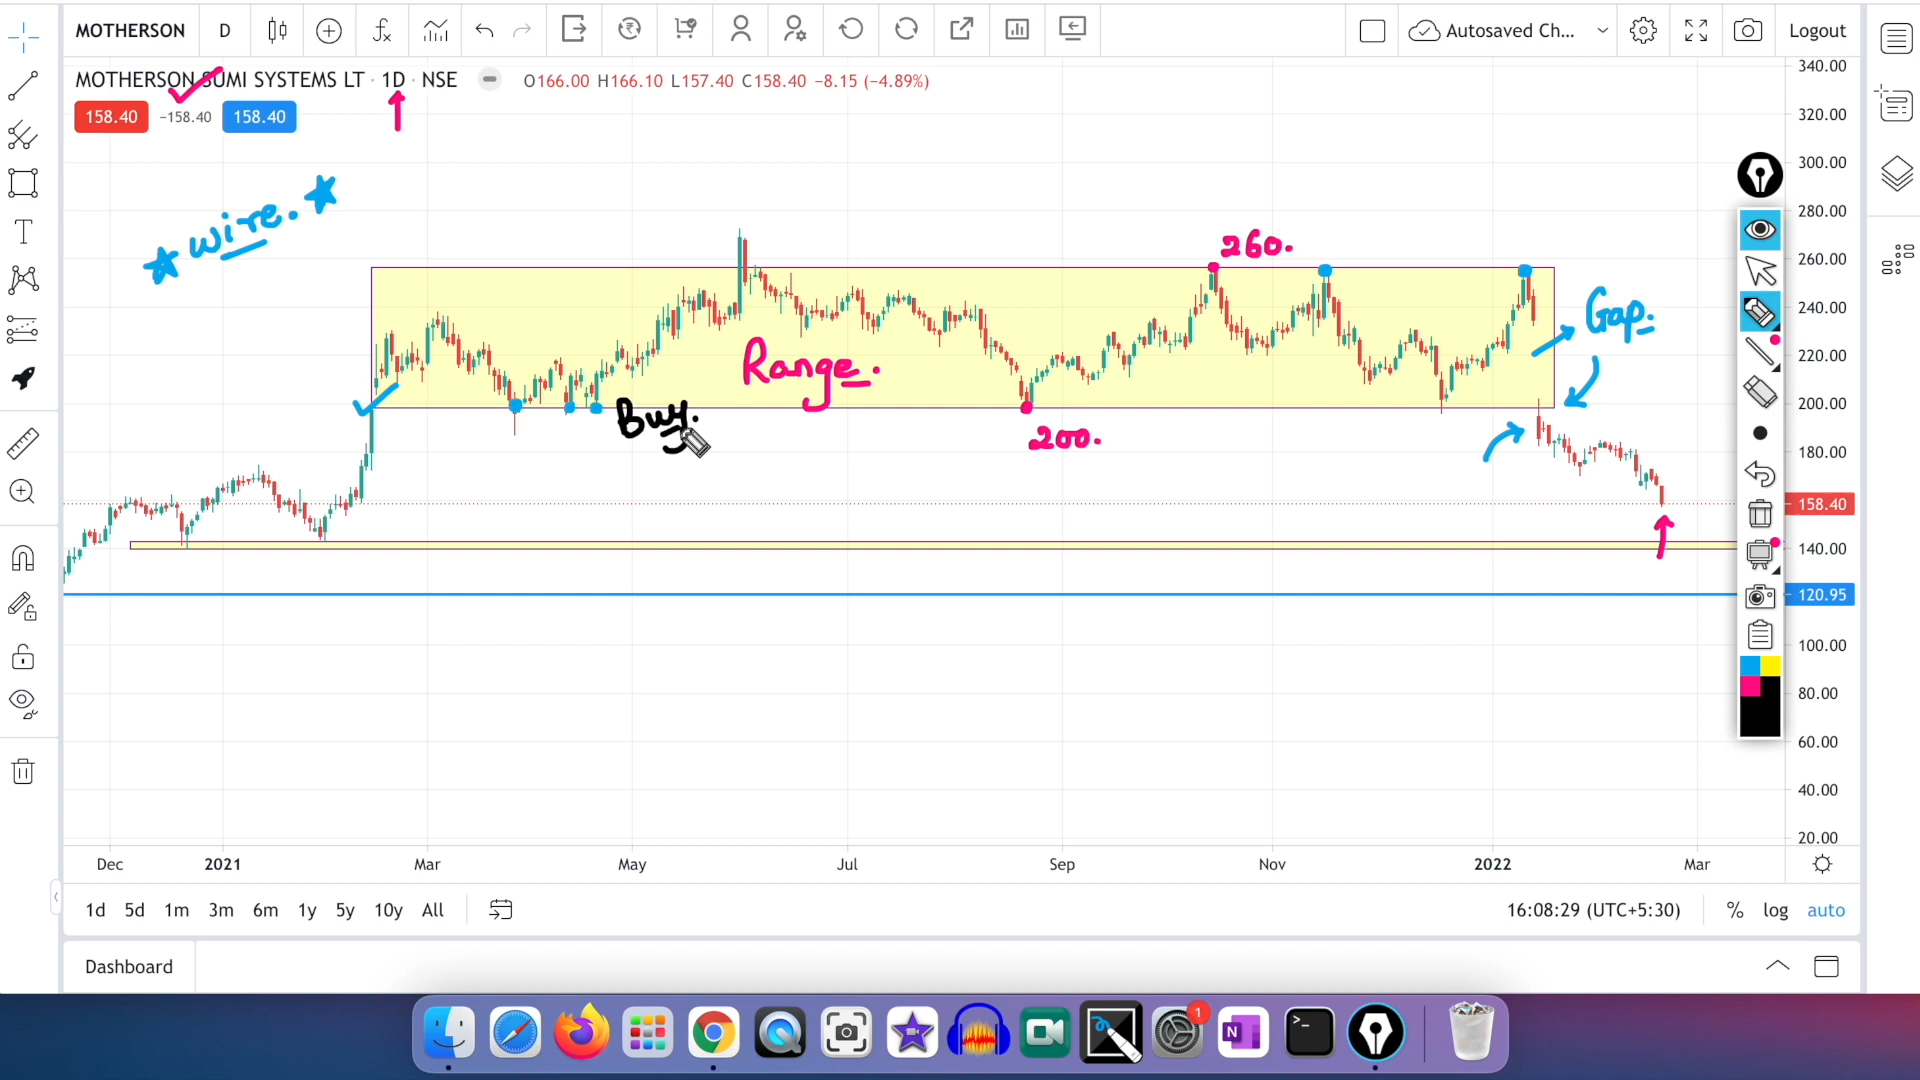 MOTHERSON D Autosaved Ch... Logout
MOTHERSON SUMI SYSTEMS LT · 1D · NSE O166.00 H166.10 L157.40 C158.40 −8.15 (−4.89%)
158.40 −158.40 158.40
340.00
320.00
300.00
280.00
260.00
240.00
220.00
200.00
180.00
158.40
140.00
120.95
100.00
80.00
60.00
40.00
20.00
wire.
260.
Gap.
Range.
Buy.
200.
Dec 2021 Mar May Jul Sep Nov 2022 Mar
1d 5d 1m 3m 6m 1y 5y 10y All 16:08:29 (UTC+5:30) % log auto
Dashboard
1
N